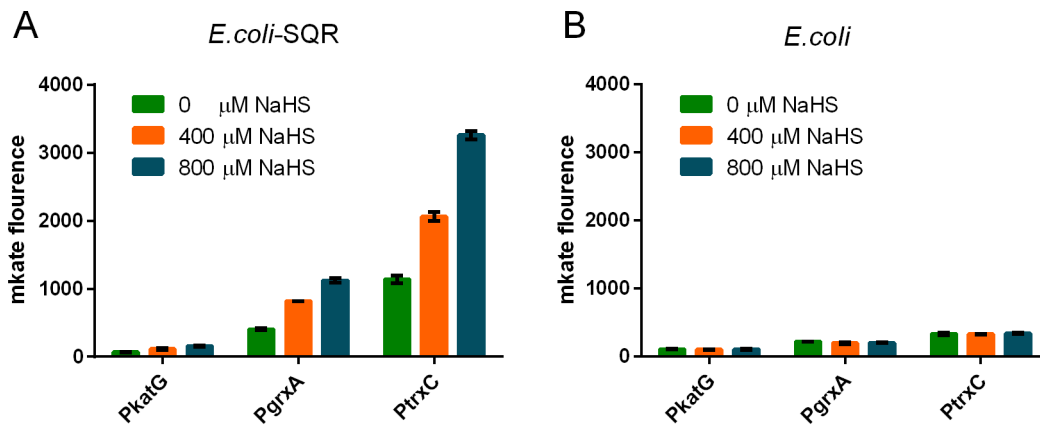 A
E.coli-SQR
mkate flourence
4000
3000
2000
1000
0
0 μM NaHS
400 μM NaHS
800 μM NaHS
PkatG
PgrxA
PtrxC
B
E.coli
mkate flourence
4000
3000
2000
1000
0
0 μM NaHS
400 μM NaHS
800 μM NaHS
PkatG
PgrxA
PtrxC